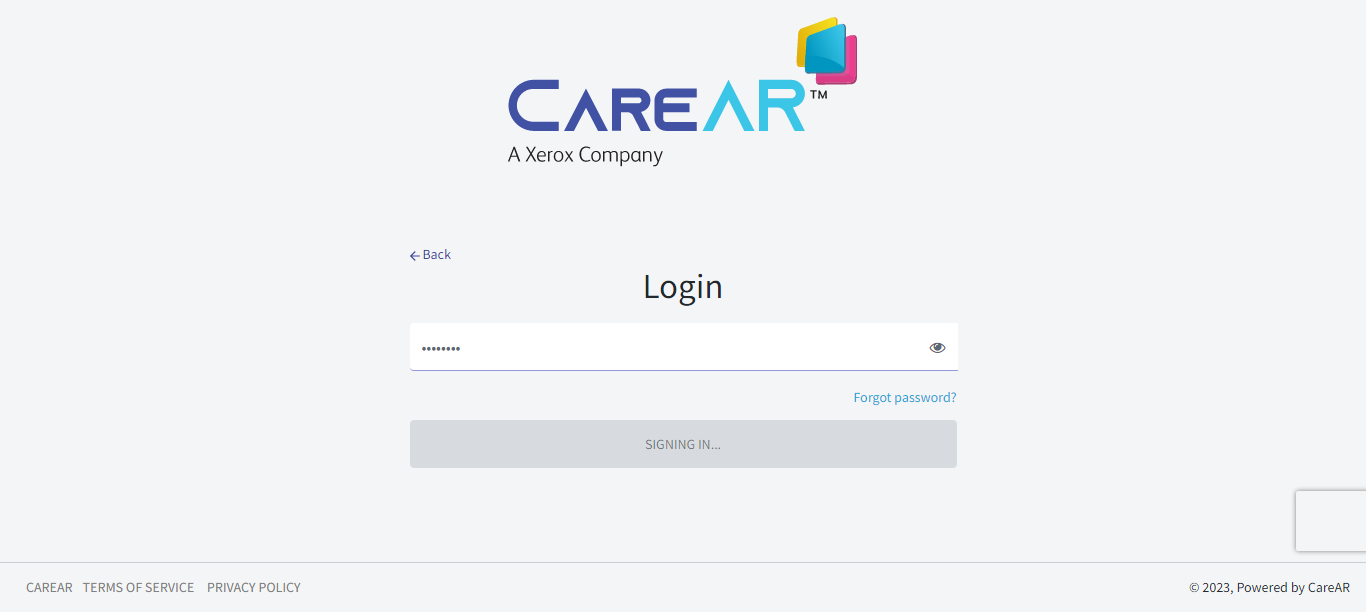 CAREAR™
A Xerox Company
← Back
Login
••••••••
Forgot password?
SIGNING IN...
CAREAR TERMS OF SERVICE PRIVACY POLICY
© 2023, Powered by CareAR